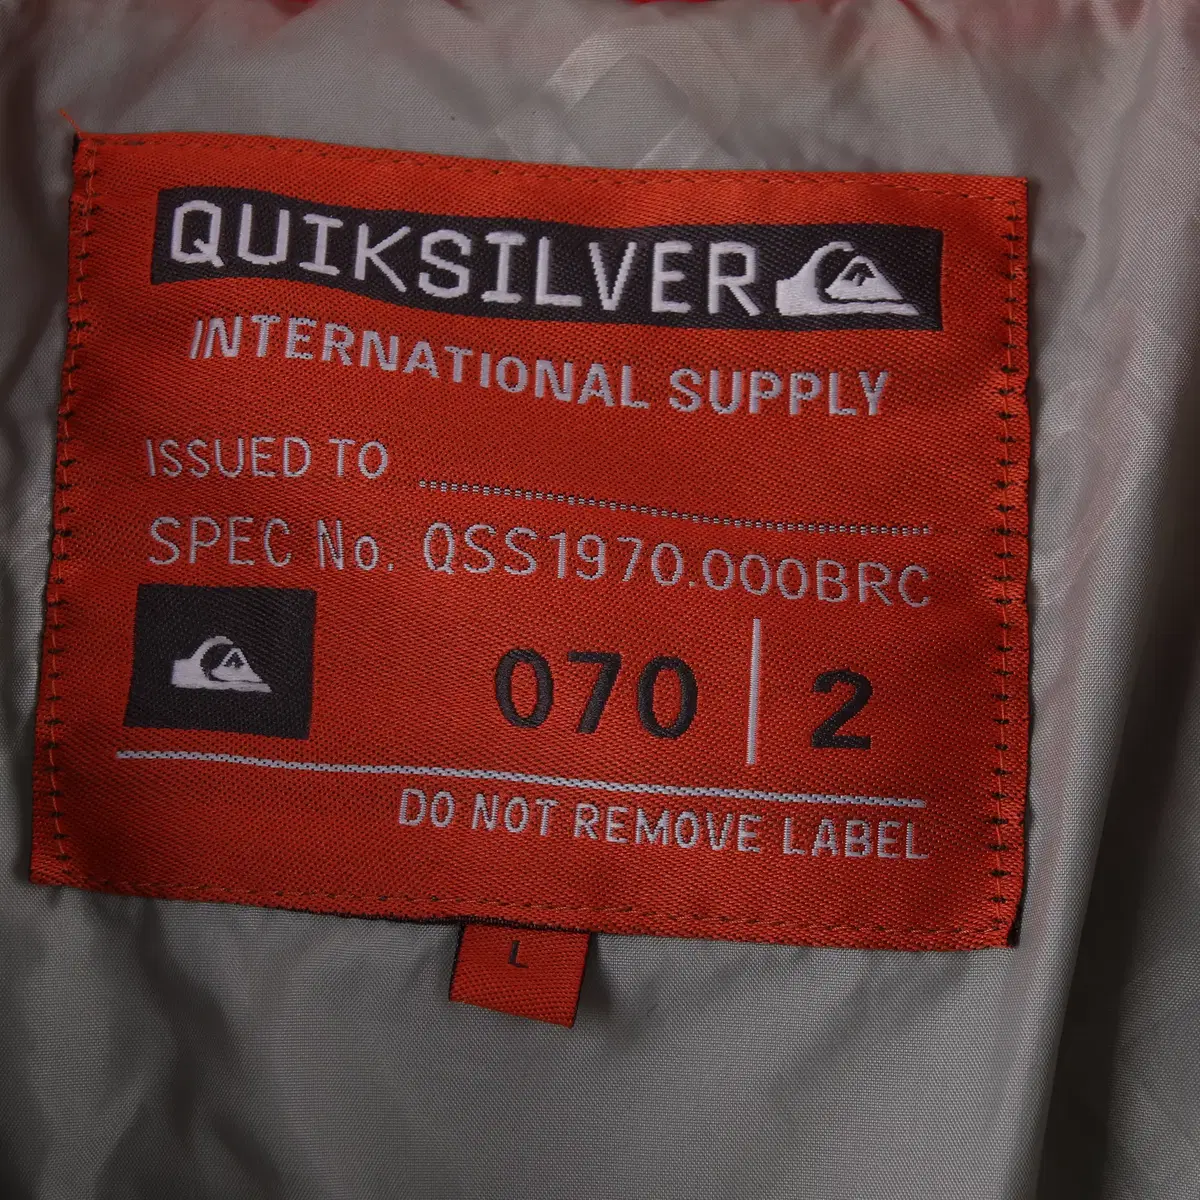 QUIKSILVER
INTERNATIONAL SUPPLY
ISSUED TO
SPEC No. QSS1970.000BRC
070 | 2
DO NOT REMOVE LABEL
L